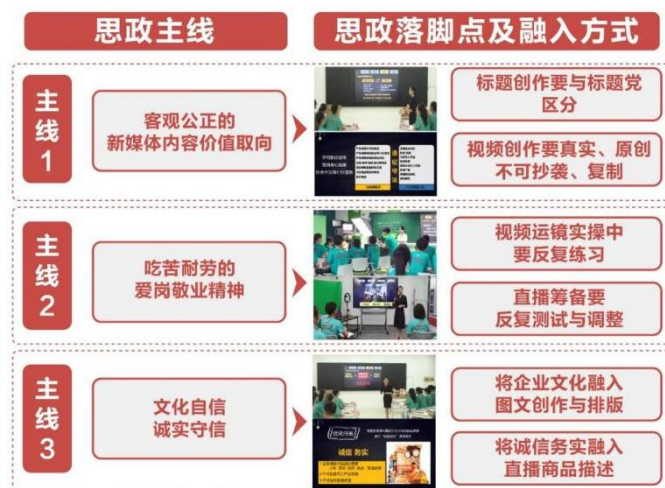 思政主线
思政落脚点及融入方式
主线1
客观公正的
新媒体内容价值取向
标题创作要与标题党
区分
视频创作要真实、原创
不可抄袭、复制
主线2
吃苦耐劳的
爱岗敬业精神
视频运镜实操中
要反复练习
直播筹备要
反复测试与调整
主线3
文化自信
诚实守信
诚信 务实
将企业文化融入
图文创作与排版
将诚信务实融入
直播商品描述